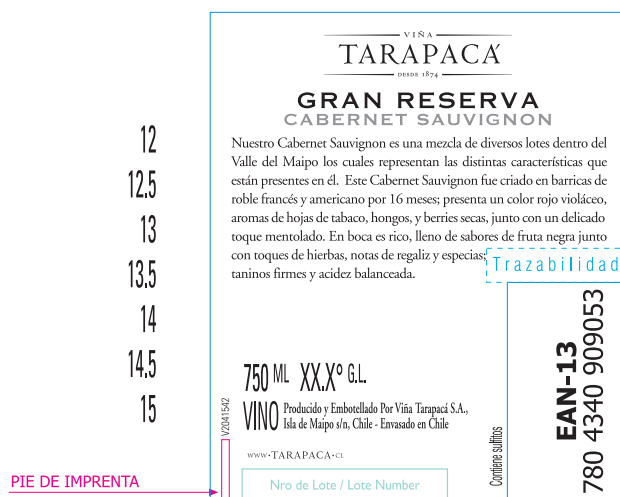 VIÑA
TARAPACÁ
DESDE 1874
GRAN RESERVA
CABERNET SAUVIGNON
Nuestro Cabernet Sauvignon es una mezcla de diversos lotes dentro del
Valle del Maipo los cuales representan las distintas características que
están presentes en él. Este Cabernet Sauvignon fue criado en barricas de
roble francés y americano por 16 meses; presenta un color rojo violáceo,
aromas de hojas de tabaco, hongos, y berries secas, junto con un delicado
toque mentolado. En boca es rico, lleno de sabores de fruta negra junto
con toques de hierbas, notas de regaliz y especias;
taninos firmes y acidez balanceada.
Trazabilidad
12
12.5
13
13.5
14
14.5
15
750 ML XX.X° G.L.
VINO Producido y Embotellado Por Viña Tarapacá S.A.,
Isla de Maipo s/n, Chile - Envasado en Chile
www·TARAPACA·CL
V2041542
PIE DE IMPRENTA
Nro de Lote / Lote Number
Contiene sulfitos
EAN-13
780 4340 909053